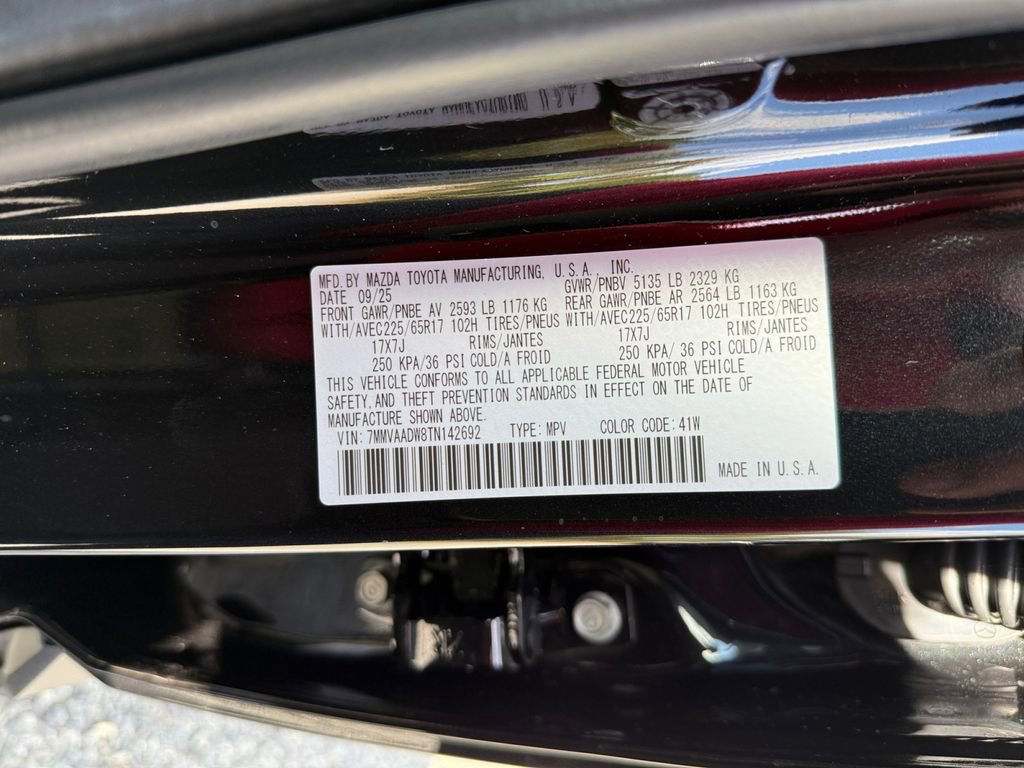 MFD. BY MAZDA TOYOTA MANUFACTURING, U.S.A., INC.
DATE 09/25 GVWR/PNBV 5135 LB 2329 KG
FRONT GAWR/PNBE AV 2593 LB 1176 KG REAR GAWR/PNBE AR 2564 LB 1163 KG
WITH/AVEC225/65R17 102H TIRES/PNEUS WITH/AVEC225/65R17 102H TIRES/PNEUS
17X7J RIMS/JANTES 17X7J RIMS/JANTES
250 KPA/36 PSI COLD/A FROID 250 KPA/ 36 PSI COLD/A FROID
THIS VEHICLE CONFORMS TO ALL APPLICABLE FEDERAL MOTOR VEHICLE
SAFETY, AND THEFT PREVENTION STANDARDS IN EFFECT ON THE DATE OF
MANUFACTURE SHOWN ABOVE.
VIN: 7MMVAADW8TN142692 TYPE: MPV COLOR CODE: 41W
MADE IN U.S.A.